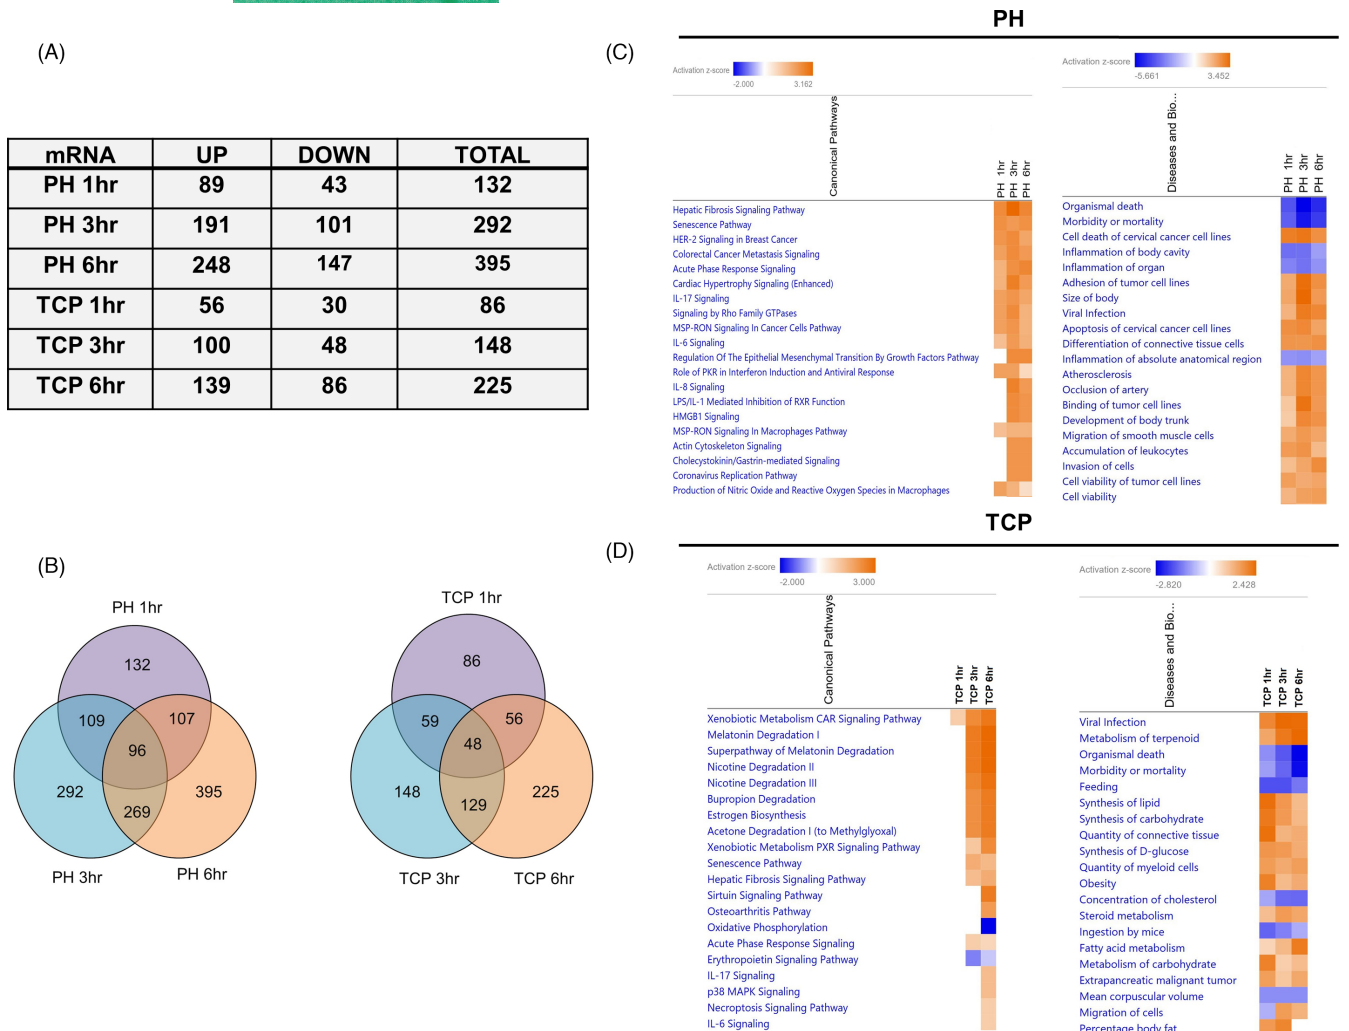 (A)
mRNA UP DOWN TOTAL
PH 1hr 89 43 132
PH 3hr 191 101 292
PH 6hr 248 147 395
TCP 1hr 56 30 86
TCP 3hr 100 48 148
TCP 6hr 139 86 225
(B)
PH 1hr
132
109
107
96
292
395
269
PH 3hr
PH 6hr
TCP 1hr
86
59
56
48
148
225
129
TCP 3hr
TCP 6hr
(C)
PH
Activation z-score
-2.000 3.162
Canonical Pathways
PH 1hr
PH 3hr
PH 6hr
Hepatic Fibrosis Signaling Pathway
Senescence Pathway
HER-2 Signaling in Breast Cancer
Colorectal Cancer Metastasis Signaling
Acute Phase Response Signaling
Cardiac Hypertrophy Signaling (Enhanced)
IL-17 Signaling
Signaling by Rho Family GTPases
MSP-RON Signaling In Cancer Cells Pathway
IL-6 Signaling
Regulation Of The Epithelial Mesenchymal Transition By Growth Factors Pathway
Role of PKR in Interferon Induction and Antiviral Response
IL-8 Signaling
LPS/IL-1 Mediated Inhibition of RXR Function
HMGB1 Signaling
MSP-RON Signaling In Macrophages Pathway
Actin Cytoskeleton Signaling
Cholecystokinin/Gastrin-mediated Signaling
Coronavirus Replication Pathway
Production of Nitric Oxide and Reactive Oxygen Species in Macrophages
Activation z-score
-5.661 3.452
Diseases and Bio...
PH 1hr
PH 3hr
PH 6hr
Organismal death
Morbidity or mortality
Cell death of cervical cancer cell lines
Inflammation of body cavity
Inflammation of organ
Adhesion of tumor cell lines
Size of body
Viral Infection
Apoptosis of cervical cancer cell lines
Differentiation of connective tissue cells
Inflammation of absolute anatomical region
Atherosclerosis
Occlusion of artery
Binding of tumor cell lines
Development of body trunk
Migration of smooth muscle cells
Accumulation of leukocytes
Invasion of cells
Cell viability of tumor cell lines
Cell viability
(D)
TCP
Activation z-score
-2.000 3.000
Canonical Pathways
TCP 1hr
TCP 3hr
TCP 6hr
Xenobiotic Metabolism CAR Signaling Pathway
Melatonin Degradation I
Superpathway of Melatonin Degradation
Nicotine Degradation II
Nicotine Degradation III
Bupropion Degradation
Estrogen Biosynthesis
Acetone Degradation I (to Methylglyoxal)
Xenobiotic Metabolism PXR Signaling Pathway
Senescence Pathway
Hepatic Fibrosis Signaling Pathway
Sirtuin Signaling Pathway
Osteoarthritis Pathway
Oxidative Phosphorylation
Acute Phase Response Signaling
Erythropoietin Signaling Pathway
IL-17 Signaling
p38 MAPK Signaling
Necroptosis Signaling Pathway
IL-6 Signaling
Activation z-score
-2.820 2.428
Diseases and Bio...
TCP 1hr
TCP 3hr
TCP 6hr
Viral Infection
Metabolism of terpenoid
Organismal death
Morbidity or mortality
Feeding
Synthesis of lipid
Synthesis of carbohydrate
Quantity of connective tissue
Synthesis of D-glucose
Quantity of myeloid cells
Obesity
Concentration of cholesterol
Steroid metabolism
Ingestion by mice
Fatty acid metabolism
Metabolism of carbohydrate
Extrapancreatic malignant tumor
Mean corpuscular volume
Migration of cells
Percentage body fat